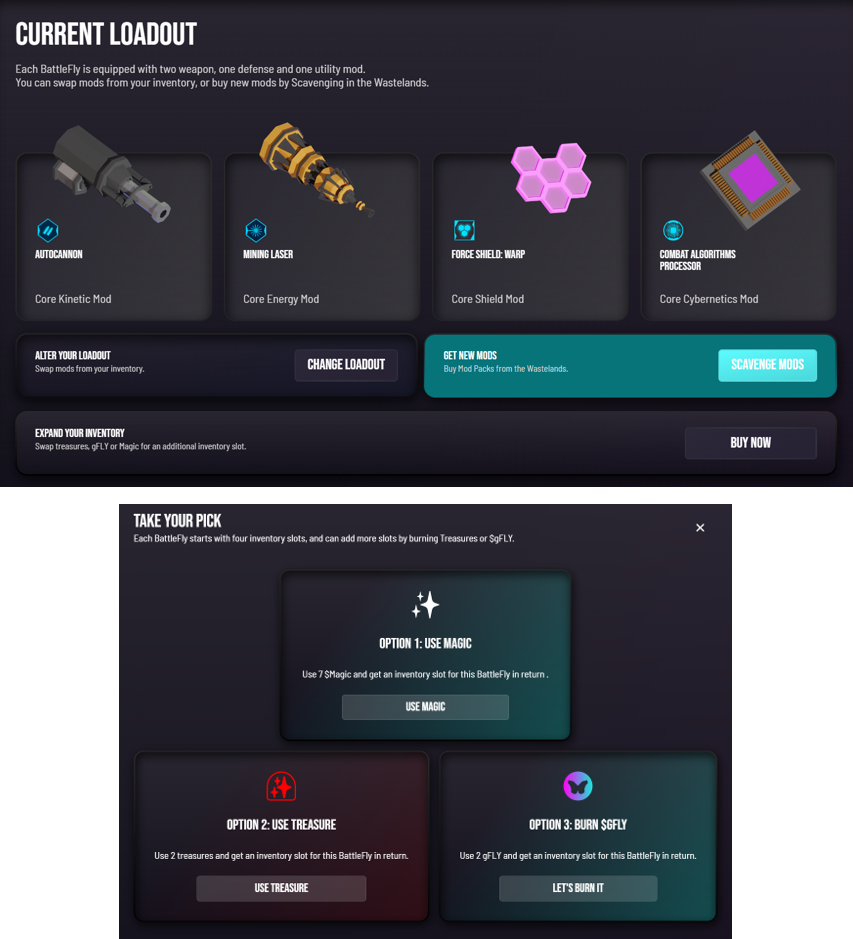 CURRENT LOADOUT
Each BattleFly is equipped with two weapon, one defense and one utility mod.
You can swap mods from your inventory, or buy new mods by Scavenging in the Wastelands.
AUTOCANNON
Core Kinetic Mod
MINING LASER
Core Energy Mod
FORCE SHIELD: WARP
Core Shield Mod
COMBAT ALGORITHMS
PROCESSOR
Core Cybernetics Mod
ALTER YOUR LOADOUT
Swap mods from your inventory.
CHANGE LOADOUT
GET NEW MODS
Buy Mod Packs from the Wastelands.
SCAVENGE MODS
EXPAND YOUR INVENTORY
Swap treasures, gFLY or Magic for an additional inventory slot.
BUY NOW
TAKE YOUR PICK
Each BattleFly starts with four inventory slots, and can add more slots by burning Treasures or $gFLY.
OPTION 1: USE MAGIC
Use 7 $Magic and get an inventory slot for this BattleFly in return .
USE MAGIC
OPTION 2: USE TREASURE
Use 2 treasures and get an inventory slot for this BattleFly in return.
USE TREASURE
OPTION 3: BURN $GFLY
Use 2 gFLY and get an inventory slot for this BattleFly in return.
LET'S BURN IT